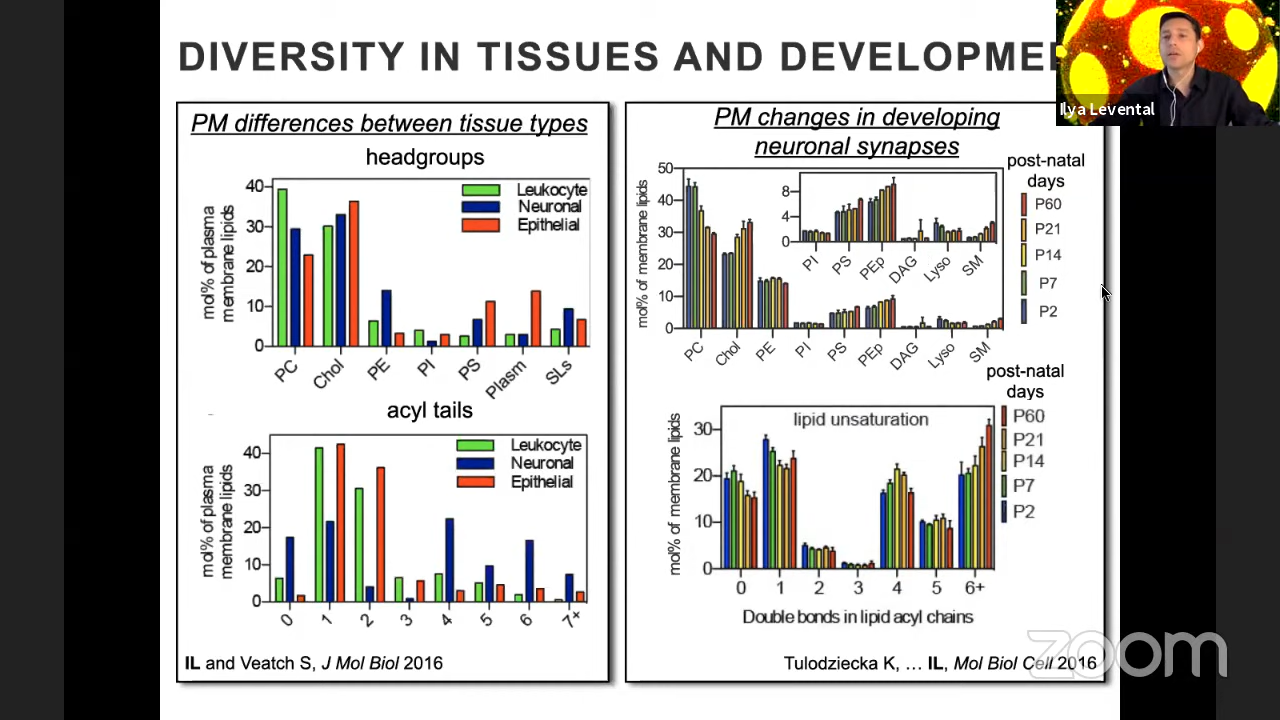 DIVERSITY IN TISSUES AND DEVELOPME
Ilya Levental
PM differences between tissue types
headgroups
mol% of plasma
membrane lipids
40
30
20
10
0
Leukocyte
Neuronal
Epithelial
PC
Chol
PE
PI
PS
Plasm
SLs
acyl tails
mol% of plasma
membrane lipids
40
30
20
10
0
Leukocyte
Neuronal
Epithelial
0
1
2
3
4
5
6
7+
IL and Veatch S, J Mol Biol 2016
PM changes in developing
neuronal synapses
mol% of membrane lipids
50
40
30
20
10
0
8
4
0
PI
PS
PEp
DAG
Lyso
SM
PC
Chol
PE
PI
PS
PEp
DAG
Lyso
SM
post-natal
days
P60
P21
P14
P7
P2
lipid unsaturation
mol% of membrane lipids
30
20
10
0
0
1
2
3
4
5
6+
Double bonds in lipid acyl chains
post-natal
days
P60
P21
P14
P7
P2
Tulodziecka K, … IL, Mol Biol Cell 2016
zoom